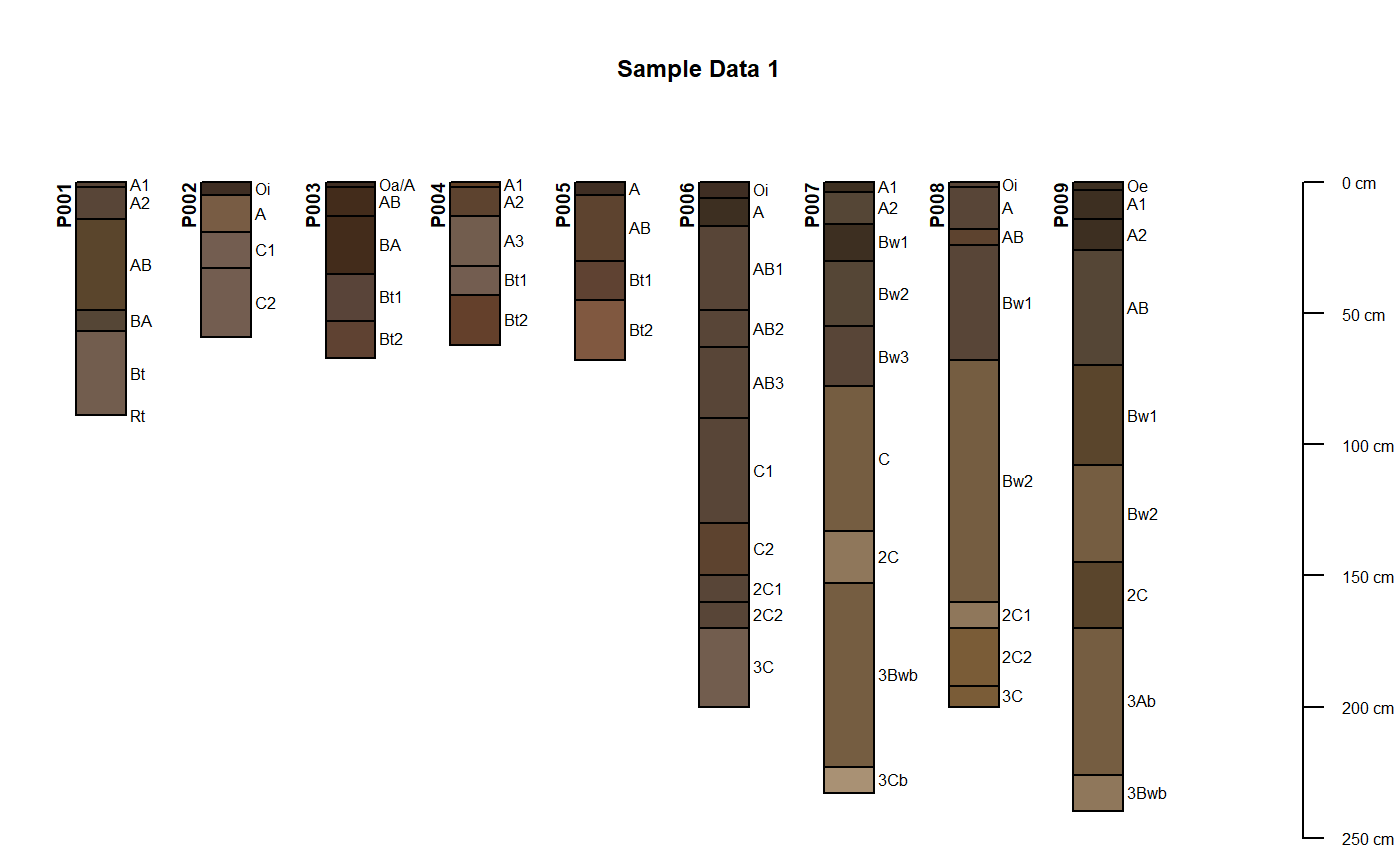 Sample Data 1
P001
A1
A2
AB
BA
Bt
Rt
P002
Oi
A
C1
C2
P003
Oa/A
AB
BA
Bt1
Bt2
P004
A1
A2
A3
Bt1
Bt2
P005
A
AB
Bt1
Bt2
P006
Oi
A
AB1
AB2
AB3
C1
C2
2C1
2C2
3C
P007
A1
A2
Bw1
Bw2
Bw3
C
2C
3Bwb
3Cb
P008
Oi
A
AB
Bw1
Bw2
2C1
2C2
3C
P009
Oe
A1
A2
AB
Bw1
Bw2
2C
3Ab
3Bwb
0 cm
50 cm
100 cm
150 cm
200 cm
250 cm